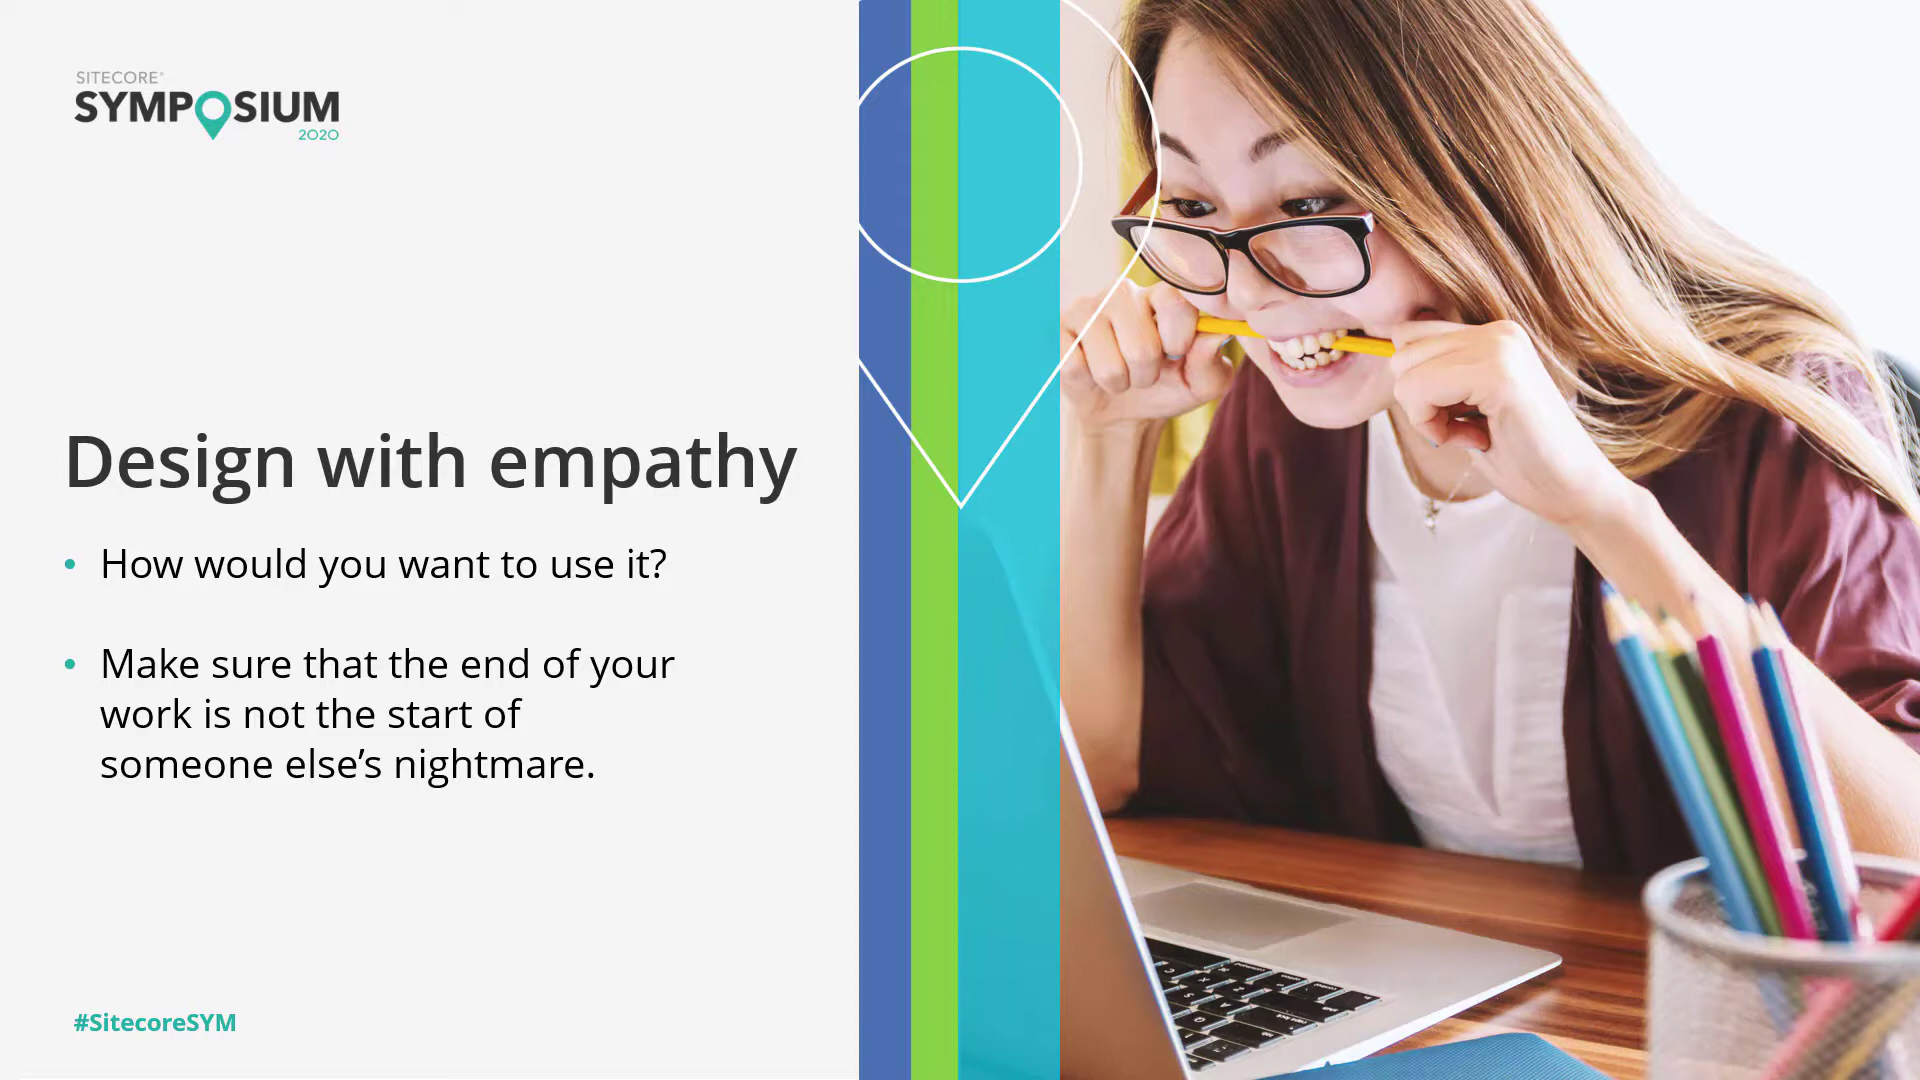 SITECORE®
SYMPOSIUM
2020
Design with empathy
• How would you want to use it?
• Make sure that the end of your
work is not the start of
someone else’s nightmare.
#SitecoreSYM